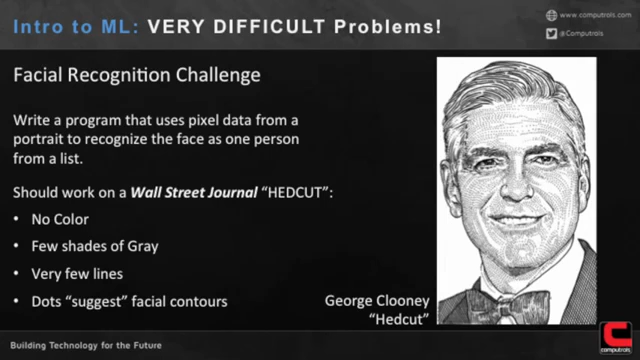 Intro to ML: VERY DIFFICULT Problems!
www.computrols.com
@Computrols
Facial Recognition Challenge
Write a program that uses pixel data from a
portrait to recognize the face as one person
from a list.
Should work on a Wall Street Journal “HEDCUT”:
• No Color
• Few shades of Gray
• Very few lines
• Dots “suggest” facial contours
George Clooney
“Hedcut”
Building Technology for the Future
computrols